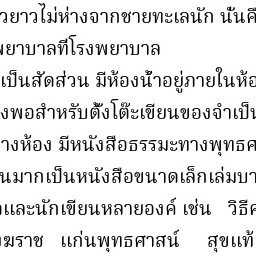 วยาวไม่ห่างจากชายทะเลนัก นั่นคื
พยาบาลที่โรงพยาบาล
เป็นสัดส่วน มีห้องน้ำอยู่ภายในห้อ
งพอสำหรับตั้งโต๊ะเขียนของจำเป็น
างห้อง มีหนังสือธรรมะทางพุทธศ
นมากเป็นหนังสือขนาดเล็กเล่มบา
และนักเขียนหลายองค์ เช่น วิธีศ
ฆราช แก่นพุทธศาสน์ สุขแท้